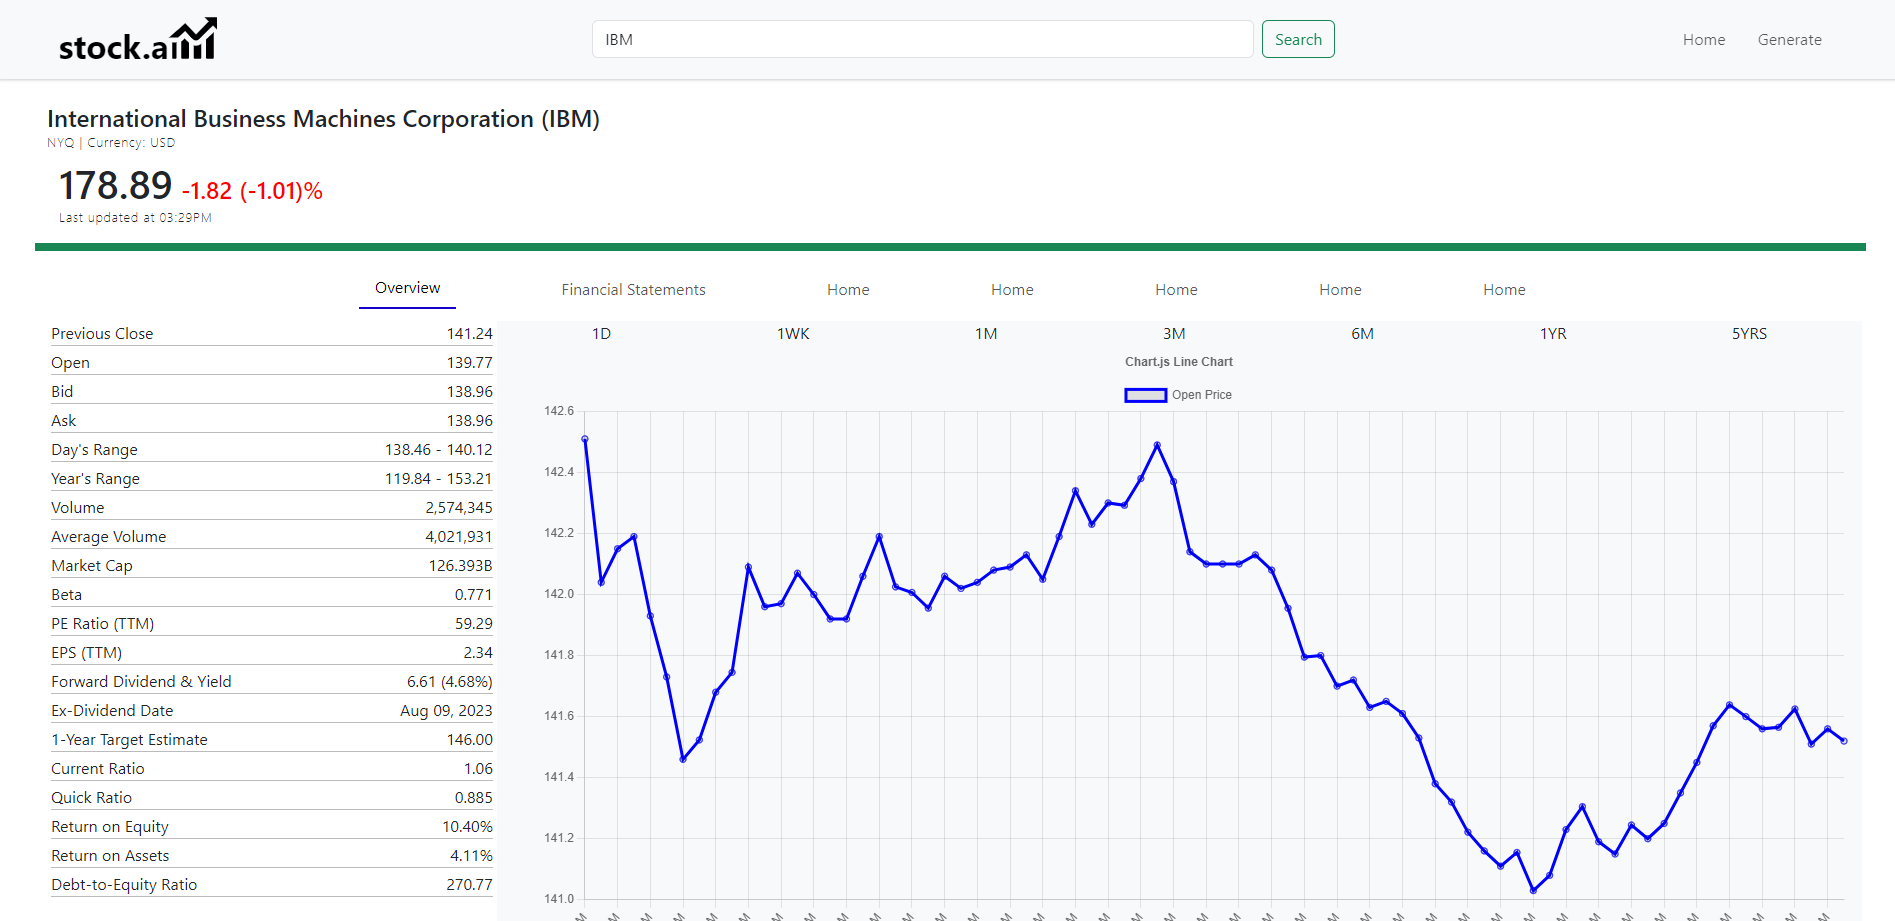 stock.ai
IBM
Search
Home
Generate
International Business Machines Corporation (IBM)
NYQ | Currency: USD
178.89 -1.82 (-1.01)%
Last updated at 03:29PM
Overview
Financial Statements
Home
Home
Home
Home
Home
Previous Close 141.24
Open 139.77
Bid 138.96
Ask 138.96
Day's Range 138.46 - 140.12
Year's Range 119.84 - 153.21
Volume 2,574,345
Average Volume 4,021,931
Market Cap 126.393B
Beta 0.771
PE Ratio (TTM) 59.29
EPS (TTM) 2.34
Forward Dividend & Yield 6.61 (4.68%)
Ex-Dividend Date Aug 09, 2023
1-Year Target Estimate 146.00
Current Ratio 1.06
Quick Ratio 0.885
Return on Equity 10.40%
Return on Assets 4.11%
Debt-to-Equity Ratio 270.77
1D 1WK 1M 3M 6M 1YR 5YRS
Chart.js Line Chart
Open Price
142.6
142.4
142.2
142.0
141.8
141.6
141.4
141.2
141.0